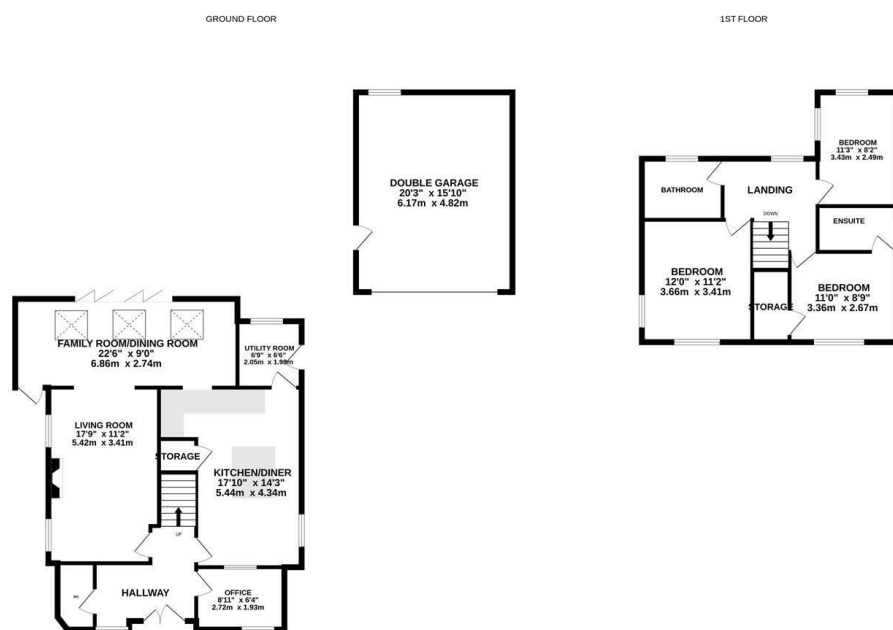 GROUND FLOOR
1ST FLOOR
DOUBLE GARAGE
20'3" x 15'10"
6.17m x 4.82m
FAMILY ROOM/DINING ROOM
22'6" x 9'0"
6.86m x 2.74m
UTILITY ROOM
6'9" x 6'6"
2.05m x 1.98m
LIVING ROOM
17'9" x 11'2"
5.42m x 3.41m
STORAGE
KITCHEN/DINER
17'10" x 14'3"
5.44m x 4.34m
UP
HALLWAY
WC
OFFICE
8'11" x 6'4"
2.72m x 1.93m
BEDROOM
11'3" x 8'2"
3.43m x 2.49m
BATHROOM
LANDING
DOWN
ENSUITE
BEDROOM
12'0" x 11'2"
3.66m x 3.41m
STORAGE
BEDROOM
11'0" x 8'9"
3.36m x 2.67m